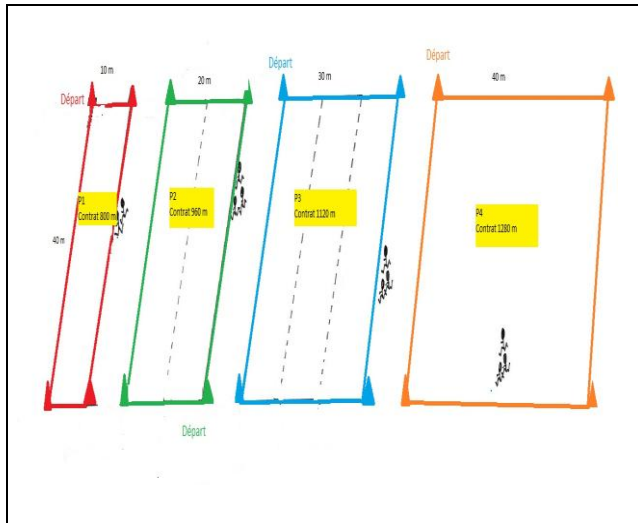 10 m
20 m
30 m
40 m
Départ
Départ
Départ
P1
Contrat 800 m
P2
Contrat 960 m
P3
Contrat 1120 m
P4
Contrat 1280 m
40 m
Départ